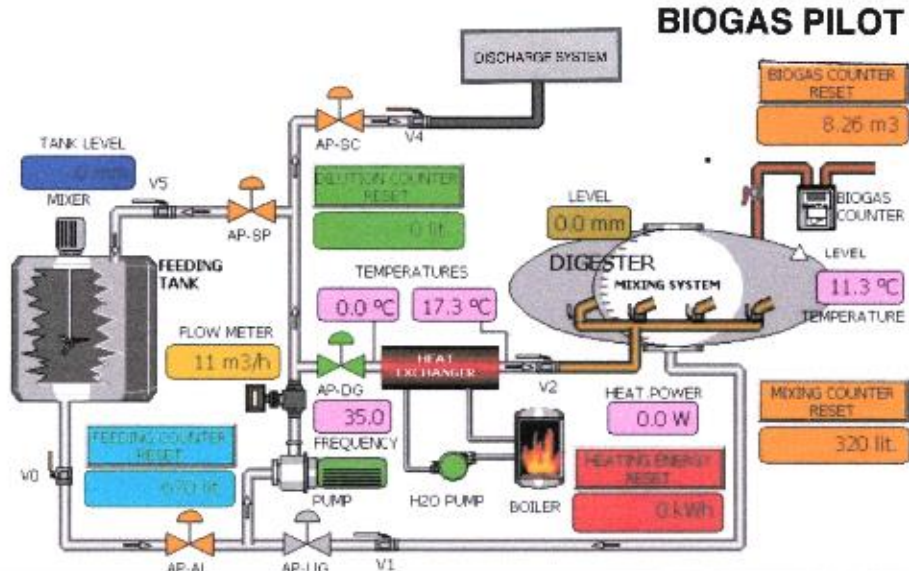 BIOGAS PILOT
DISCHARGE SYSTEM
BIOGAS COUNTER
RESET
8.26 m3
AP-SC
V4
TANK LEVEL
MIXER
V5
AP-SP
DILUTION COUNTER
RESET
0 lit.
LEVEL
0.0 mm
BIOGAS
COUNTER
FEEDING
TANK
DIGESTER
MIXING SYSTEM
LEVEL
11.3 ºC
TEMPERATURE
TEMPERATURES
0.0 ºC
17.3 ºC
FLOW METER
11 m3/h
AP-DG
HEAT
EXCHANGER
V2
35.0
FREQUENCY
HEAT.POWER
0.0 W
MIXING COUNTER
RESET
320 lit.
FEEDING COUNTER
RESET
670 lit.
V0
PUMP
H2O PUMP
BOILER
HEATING ENERGY
RESET
0 kWh
V1